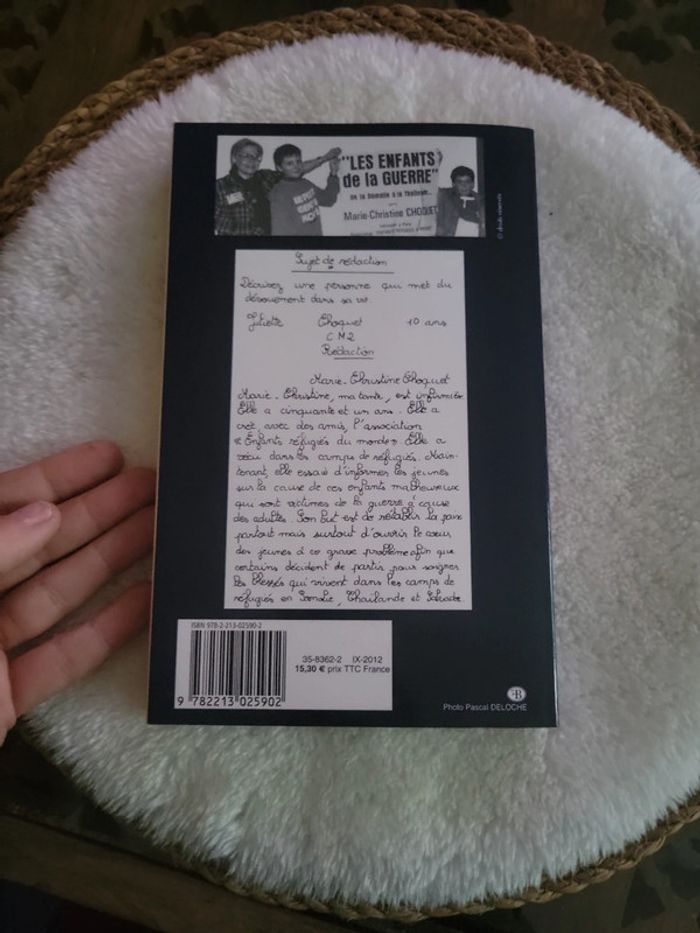 "LES ENFANTS
de la GUERRE"
de la Somalie à la Thaïlande...
Marie-Christine CHOQUET
© droits réservés
Sujet de rédaction
Décrivez une personne qui met du
dévouement dans sa vie.
Juliette Choquet 10 ans
CM2
Rédaction
Marie-Christine Choquet
Marie-Christine, ma tante, est infirmière.
Elle a cinquante et un ans. Elle a
créé, avec des amis, l'association
«Enfants réfugiés du monde». Elle a
vécu dans les camps de réfugiés. Main-
tenant, elle essaie d'informer les jeunes
sur la cause de ces enfants malheureux
qui sont victimes de la guerre à cause
des adultes. Son but est de rétablir la paix
partout mais surtout d'ouvrir le cœur
des jeunes à ce grave problème afin que
certains décident de partir pour soigner
les blessés qui vivent dans les camps de
réfugiés en Somalie, Thaïlande et
ISBN 978-2-213-02590-2
35-8362-2 IX-2012
15,30 € prix TTC France
9 782213 025902
Photo Pascal DELOCHE